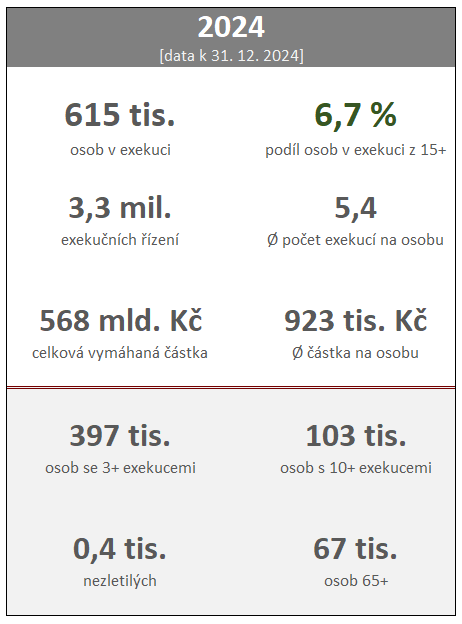 2024
[data k 31. 12. 2024]
615 tis.
osob v exekuci
6,7 %
podíl osob v exekuci z 15+
3,3 mil.
exekučních řízení
5,4
Ø počet exekucí na osobu
568 mld. Kč
celková vymáhaná částka
923 tis. Kč
Ø částka na osobu
397 tis.
osob se 3+ exekucemi
103 tis.
osob s 10+ exekucemi
0,4 tis.
nezletilých
67 tis.
osob 65+